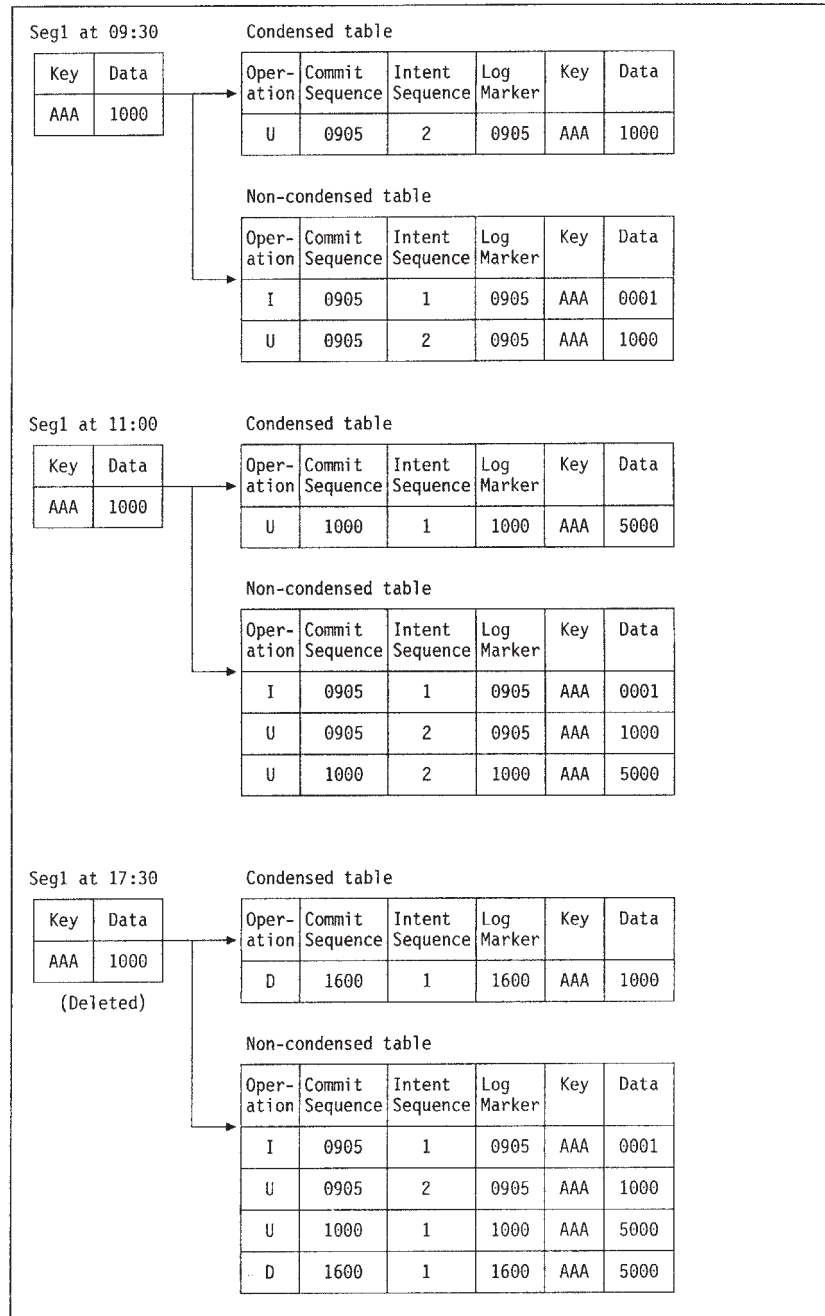 Seg1 at 09:30 Condensed table
Key Data
AAA 1000
Oper- Commit Intent Log Key Data
ation Sequence Sequence Marker
U 0905 2 0905 AAA 1000
Non-condensed table
Oper- Commit Intent Log Key Data
ation Sequence Sequence Marker
I 0905 1 0905 AAA 0001
U 0905 2 0905 AAA 1000
Seg1 at 11:00 Condensed table
Key Data
AAA 1000
Oper- Commit Intent Log Key Data
ation Sequence Sequence Marker
U 1000 1 1000 AAA 5000
Non-condensed table
Oper- Commit Intent Log Key Data
ation Sequence Sequence Marker
I 0905 1 0905 AAA 0001
U 0905 2 0905 AAA 1000
U 1000 2 1000 AAA 5000
Seg1 at 17:30 Condensed table
Key Data
AAA 1000
(Deleted)
Oper- Commit Intent Log Key Data
ation Sequence Sequence Marker
D 1600 1 1600 AAA 1000
Non-condensed table
Oper- Commit Intent Log Key Data
ation Sequence Sequence Marker
I 0905 1 0905 AAA 0001
U 0905 2 0905 AAA 1000
U 1000 1 1000 AAA 5000
D 1600 1 1600 AAA 5000